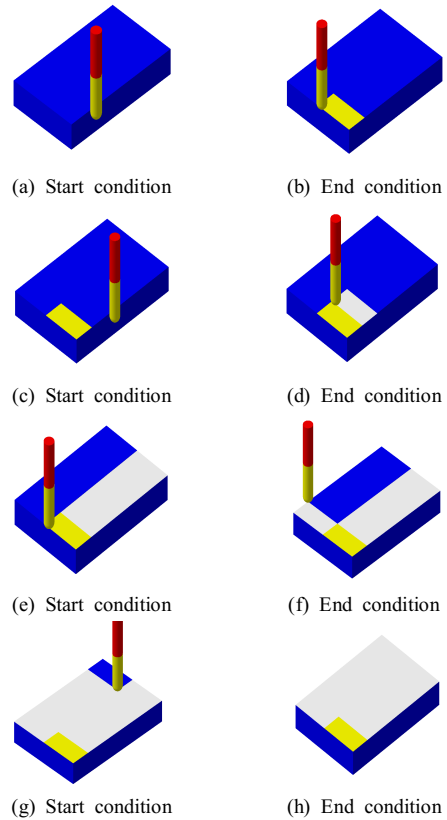 (a) Start condition
(b) End condition
(c) Start condition
(d) End condition
(e) Start condition
(f) End condition
(g) Start condition
(h) End condition